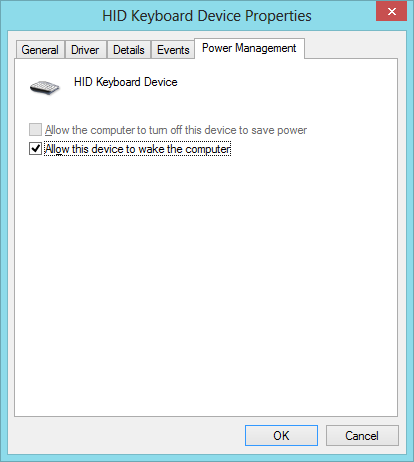 HID Keyboard Device Properties
General Driver Details Events Power Management
HID Keyboard Device
Allow the computer to turn off this device to save power
Allow this device to wake the computer
OK Cancel